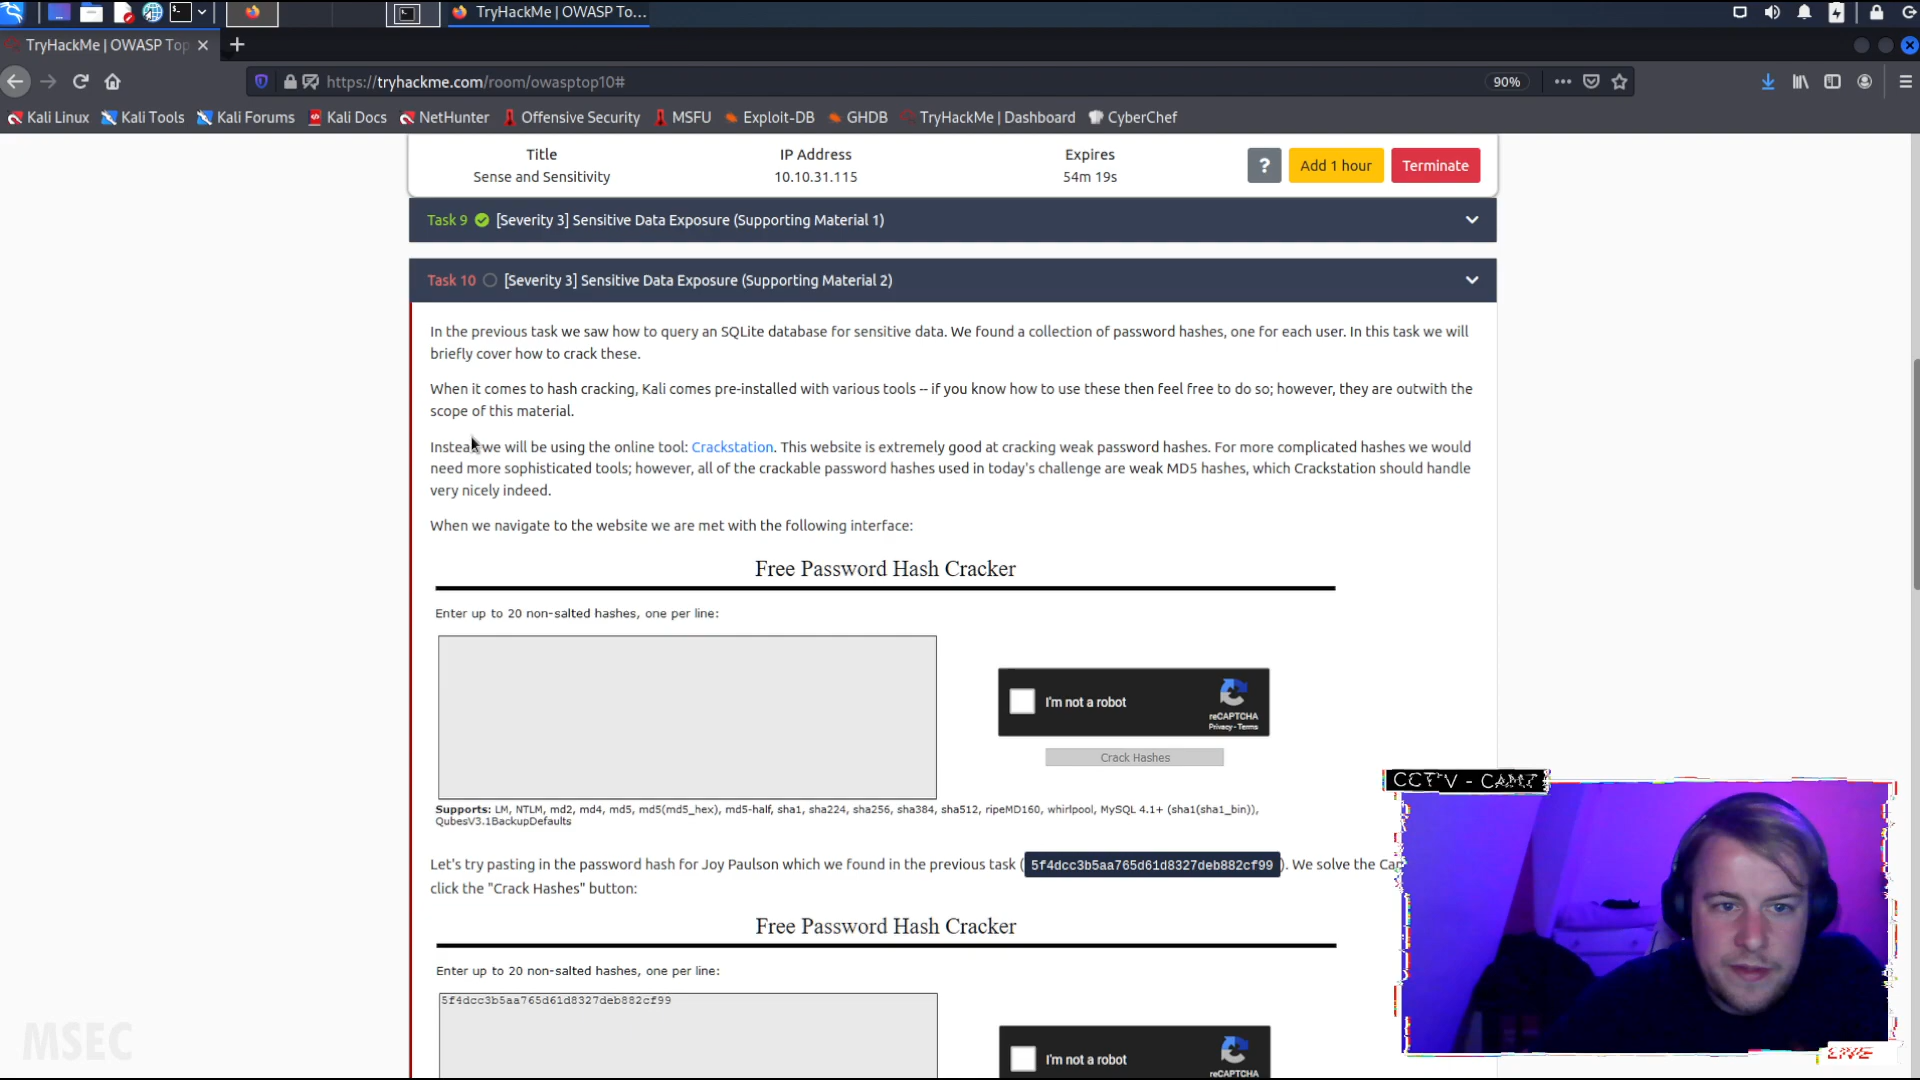 TryHackMe | OWASP To...
TryHackMe | OWASP Top
https://tryhackme.com/room/owasptop10#
90%
Kali Linux Kali Tools Kali Forums Kali Docs NetHunter Offensive Security MSFU Exploit-DB GHDB TryHackMe | Dashboard CyberChef
Title IP Address Expires
Sense and Sensitivity 10.10.31.115 54m 19s
? Add 1 hour Terminate
Task 9 [Severity 3] Sensitive Data Exposure (Supporting Material 1)
Task 10 [Severity 3] Sensitive Data Exposure (Supporting Material 2)
In the previous task we saw how to query an SQLite database for sensitive data. We found a collection of password hashes, one for each user. In this task we will
briefly cover how to crack these.
When it comes to hash cracking, Kali comes pre-installed with various tools -- if you know how to use these then feel free to do so; however, they are outwith the
scope of this material.
Instead we will be using the online tool: Crackstation. This website is extremely good at cracking weak password hashes. For more complicated hashes we would
need more sophisticated tools; however, all of the crackable password hashes used in today's challenge are weak MD5 hashes, which Crackstation should handle
very nicely indeed.
When we navigate to the website we are met with the following interface:
Free Password Hash Cracker
Enter up to 20 non-salted hashes, one per line:
I'm not a robot
reCAPTCHA
Privacy - Terms
Crack Hashes
Supports: LM, NTLM, md2, md4, md5, md5(md5_hex), md5-half, sha1, sha224, sha256, sha384, sha512, ripeMD160, whirlpool, MySQL 4.1+ (sha1(sha1_bin)),
QubesV3.1BackupDefaults
Let's try pasting in the password hash for Joy Paulson which we found in the previous task ( 5f4dcc3b5aa765d61d8327deb882cf99 ). We solve the Cap
click the "Crack Hashes" button:
Free Password Hash Cracker
Enter up to 20 non-salted hashes, one per line:
5f4dcc3b5aa765d61d8327deb882cf99
I'm not a robot
reCAPTCHA
CCTV - CAM7
LIVE
MSEC